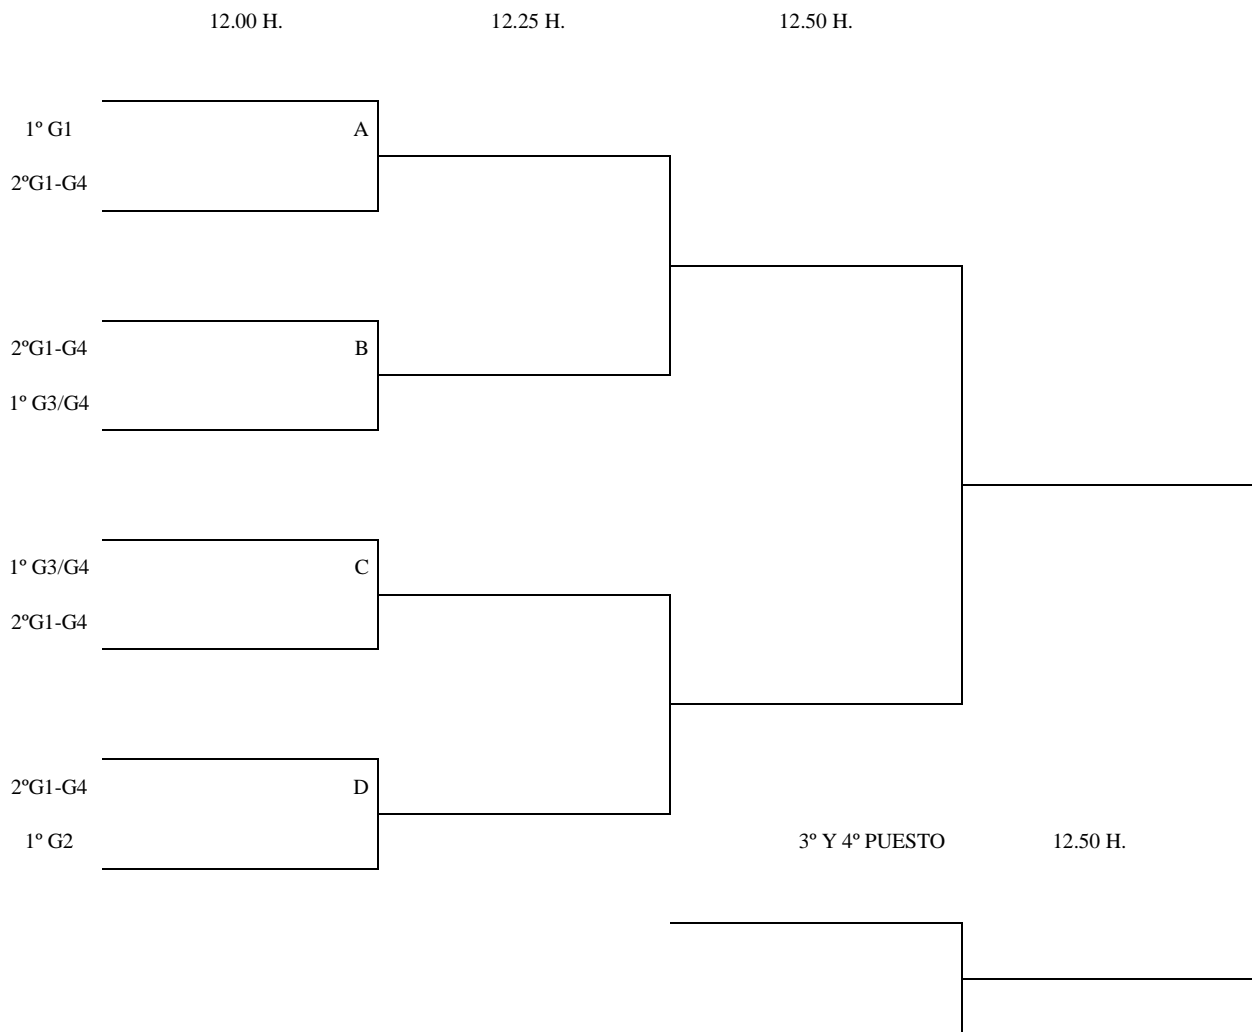 12.00 H. 12.25 H. 12.50 H.
1º G1 A
2ºG1-G4
2ºG1-G4 B
1º G3/G4
1º G3/G4 C
2ºG1-G4
2ºG1-G4 D
1º G2 3º Y 4º PUESTO 12.50 H.